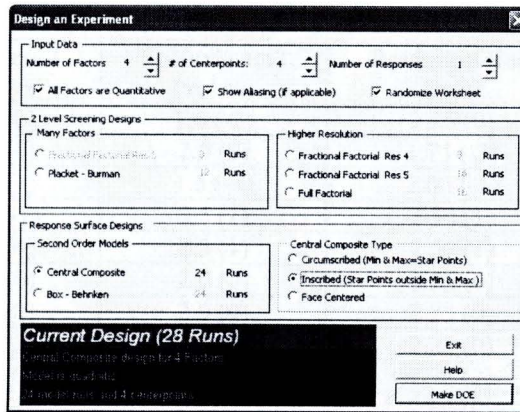 Design an Experiment
Input Data
Number of Factors 4 # of Centerpoints: 4 Number of Responses 1
All Factors are Quantitative Show Aliasing (if applicable) Randomize Worksheet
2 Level Screening Designs
Many Factors
Fractional Factorial Res Runs
Placket - Burman 12 Runs
Higher Resolution
Fractional Factorial Res 4 Runs
Fractional Factorial Res 5 16 Runs
Full Factorial 16 Runs
Response Surface Designs
Second Order Models
Central Composite 24 Runs
Box - Behnken 24 Runs
Central Composite Type
Circumscribed (Min & Max=Star Points)
Inscribed (Star Points outside Min & Max )
Face Centered
Current Design (28 Runs)
Central Composite design for 4 Factors
Model is quadratic
24 model runs and 4 centerpoints
Exit
Help
Make DOE